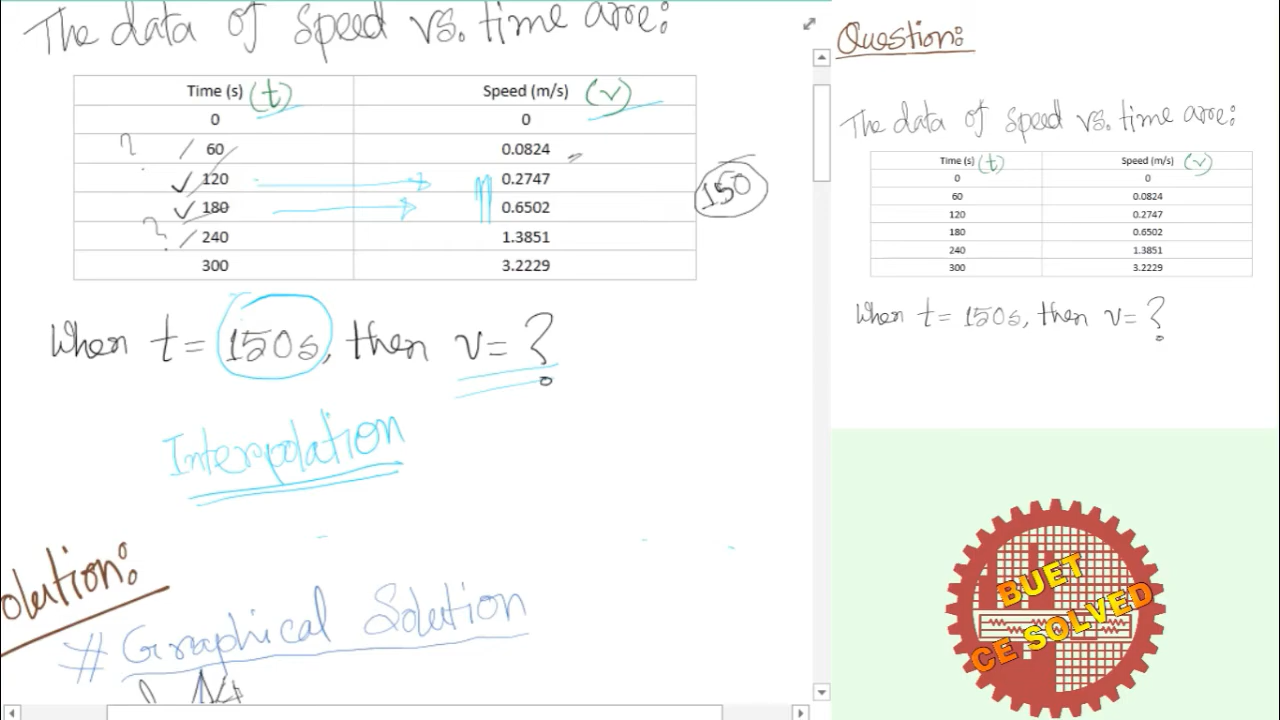 The data of speed vs. time are:
Time (s) (t) Speed (m/s) (v)
0 0
? 60 0.0824
120 0.2747
150
180 0.6502
? 240 1.3851
300 3.2229
When t = 150s, then v = ?
Interpolation
olution:
# Graphical Solution
Question:
The data of speed vs. time are:
Time (s) (t) Speed (m/s) (v)
0 0
60 0.0824
120 0.2747
180 0.6502
240 1.3851
300 3.2229
When t = 150s, then v = ?
BUET
CE SOLVED